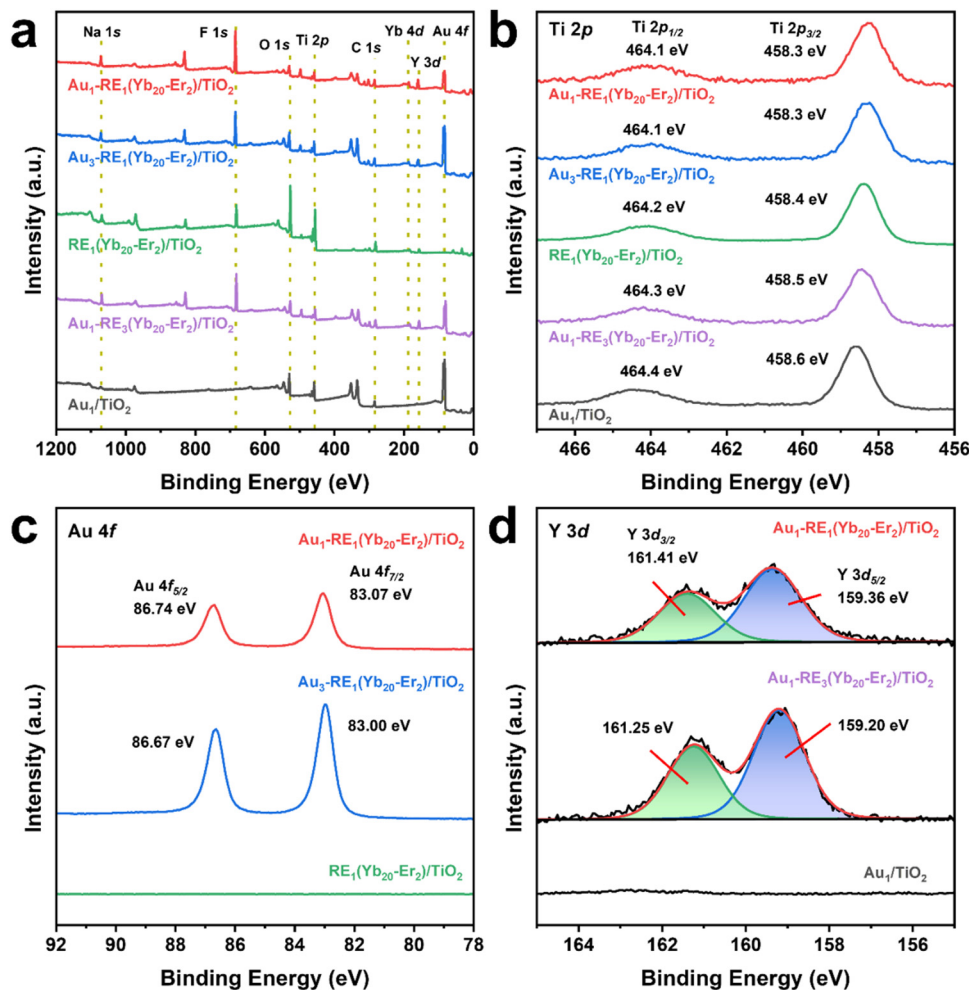 a
Na 1s
F 1s
O 1s
Ti 2p
C 1s
Yb 4d
Y 3d
Au 4f
Au₁-RE₁(Yb₂₀-Er₂)/TiO₂
Au₃-RE₁(Yb₂₀-Er₂)/TiO₂
RE₁(Yb₂₀-Er₂)/TiO₂
Au₁-RE₃(Yb₂₀-Er₂)/TiO₂
Au₁/TiO₂
Intensity (a.u.)
1200 1000 800 600 400 200 0
Binding Energy (eV)
b
Ti 2p
Ti 2p₁/₂
464.1 eV
Ti 2p₃/₂
458.3 eV
Au₁-RE₁(Yb₂₀-Er₂)/TiO₂
464.1 eV
458.3 eV
Au₃-RE₁(Yb₂₀-Er₂)/TiO₂
464.2 eV
458.4 eV
RE₁(Yb₂₀-Er₂)/TiO₂
464.3 eV
458.5 eV
Au₁-RE₃(Yb₂₀-Er₂)/TiO₂
464.4 eV
458.6 eV
Au₁/TiO₂
Intensity (a.u.)
466 464 462 460 458 456
Binding Energy (eV)
c
Au 4f
Au₁-RE₁(Yb₂₀-Er₂)/TiO₂
Au 4f₅/₂
86.74 eV
Au 4f₇/₂
83.07 eV
Au₃-RE₁(Yb₂₀-Er₂)/TiO₂
86.67 eV
83.00 eV
RE₁(Yb₂₀-Er₂)/TiO₂
Intensity (a.u.)
92 90 88 86 84 82 80 78
Binding Energy (eV)
d
Y 3d
Au₁-RE₁(Yb₂₀-Er₂)/TiO₂
Y 3d₃/₂
161.41 eV
Y 3d₅/₂
159.36 eV
Au₁-RE₃(Yb₂₀-Er₂)/TiO₂
161.25 eV
159.20 eV
Au₁/TiO₂
Intensity (a.u.)
164 162 160 158 156
Binding Energy (eV)